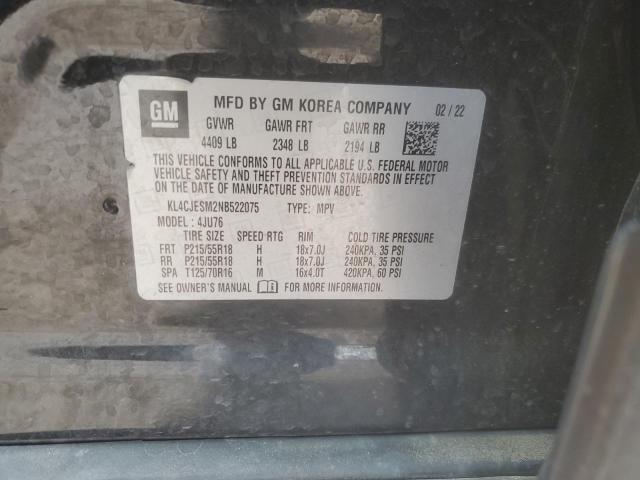 GM
MFD BY GM KOREA COMPANY 02 / 22
GVWR GAWR FRT GAWR RR
4409 LB 2348 LB 2194 LB
THIS VEHICLE CONFORMS TO ALL APPLICABLE U.S. FEDERAL MOTOR
VEHICLE SAFETY AND THEFT PREVENTION STANDARDS IN EFFECT
ON THE DATE OF MANUFACTURE SHOWN ABOVE.
KL4CJESM2NB522075 TYPE: MPV
MODEL : 4JU76
TIRE SIZE SPEED RTG RIM COLD TIRE PRESSURE
FRT P215/55R18 H 18x7.0J 240KPA, 35 PSI
RR P215/55R18 H 18x7.0J 240KPA, 35 PSI
SPA T125/70R16 M 16x4.0T 420KPA, 60 PSI
SEE OWNER'S MANUAL FOR MORE INFORMATION